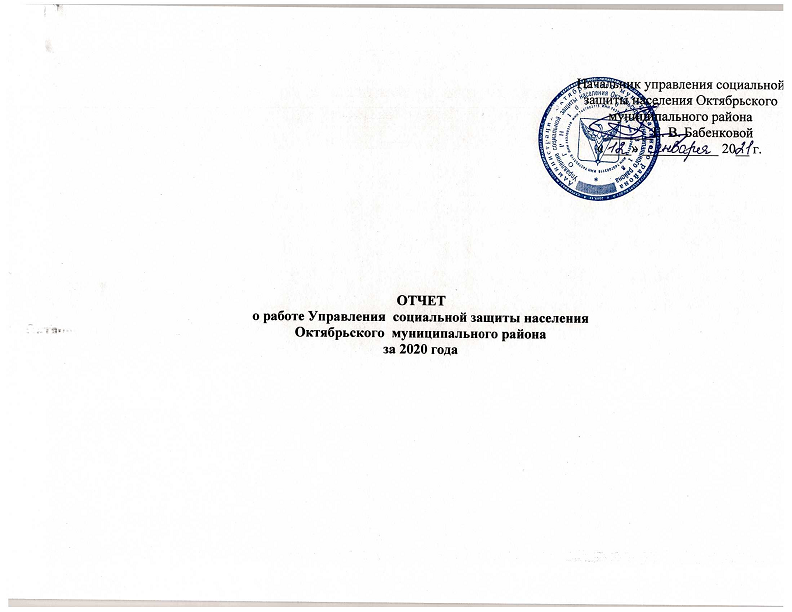 Начальник управления социальной
защиты населения Октябрьского
муниципального района
В. Бабенковой
«12» января 2021 г.
ОТЧЕТ
о работе Управления социальной защиты населения
Октябрьского муниципального района
за 2020 года